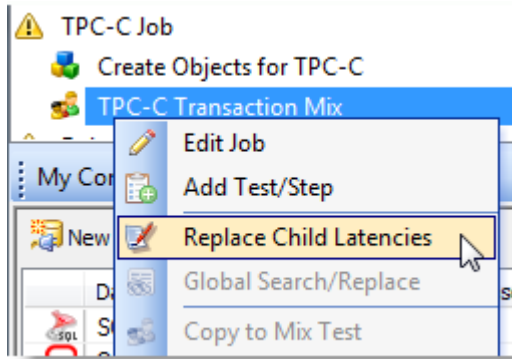 TPC-C Job
Create Objects for TPC-C
TPC-C Transaction Mix
Edit Job
My Co
Add Test/Step
New
Replace Child Latencies
Global Search/Replace
SQL
Copy to Mix Test